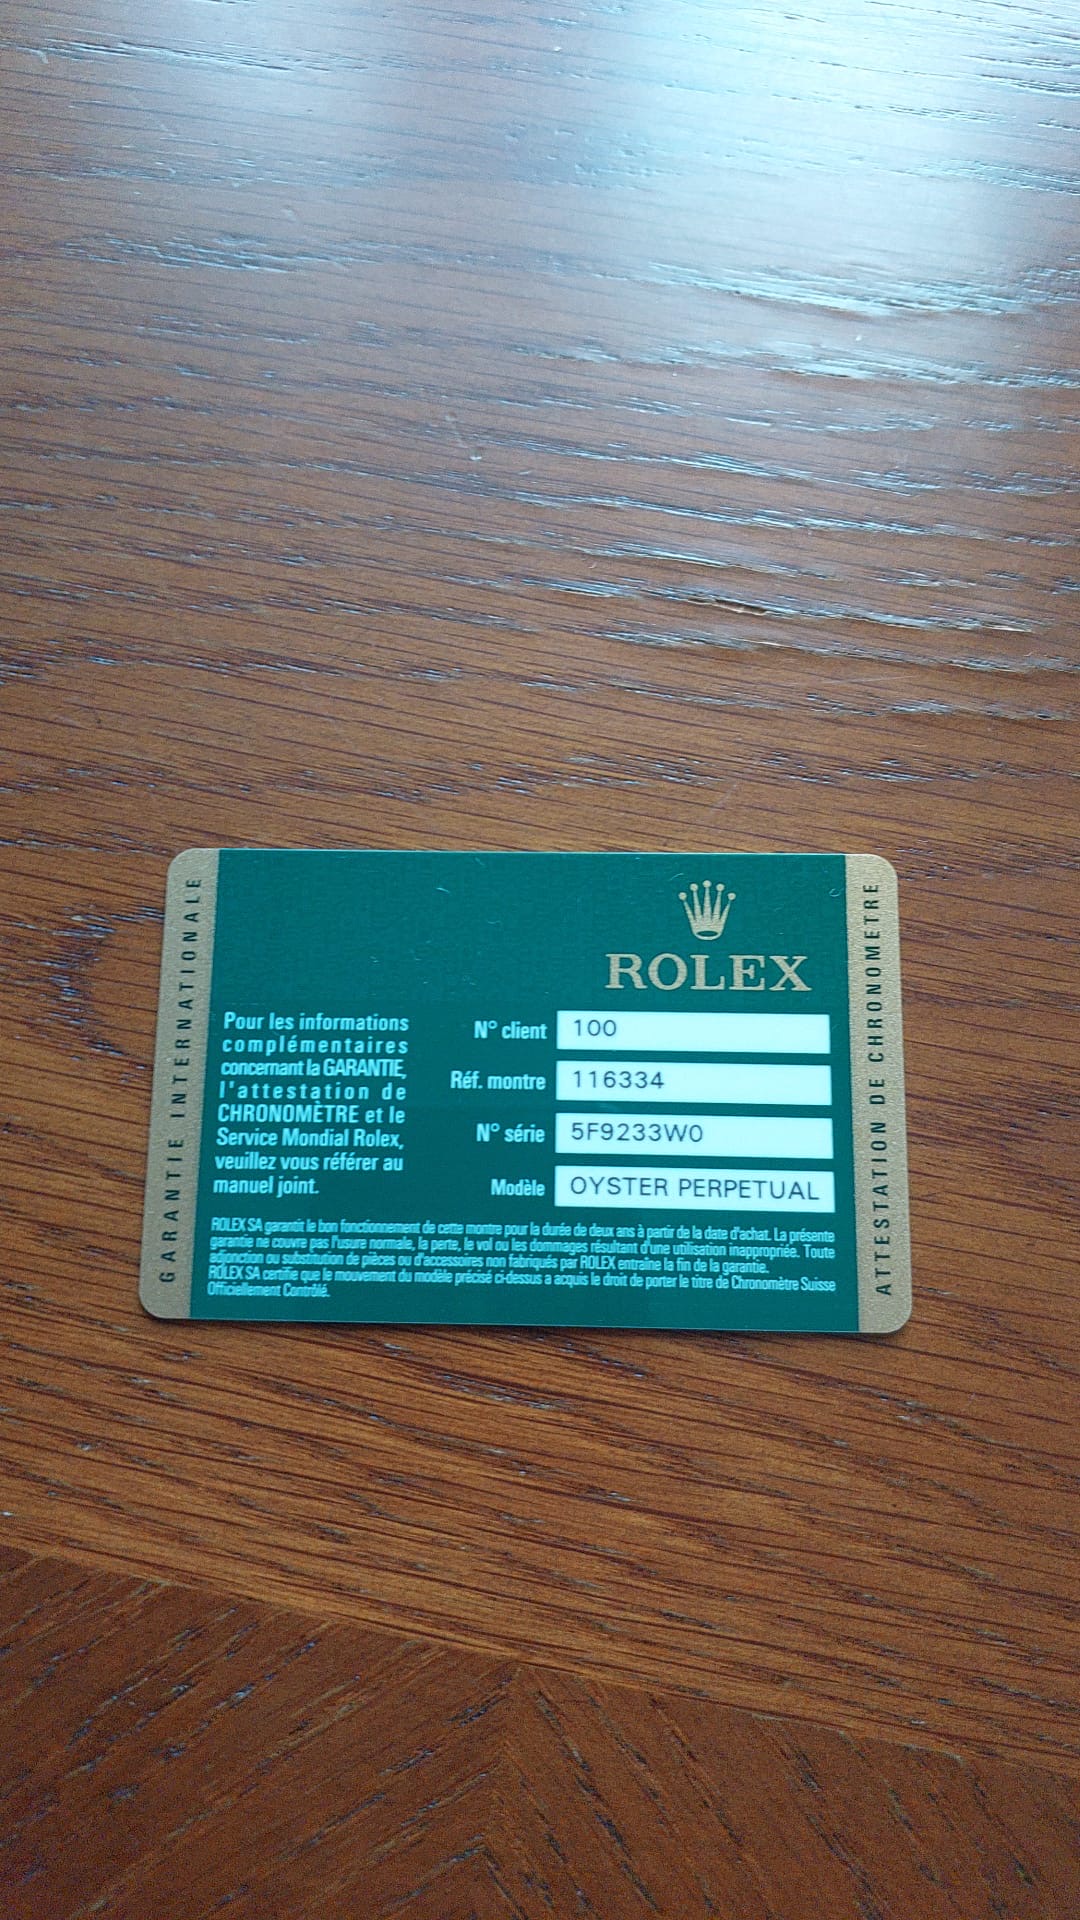 GARANTIE INTERNATIONALE
ROLEX
Pour les informations
complémentaires
concernant la GARANTIE,
l'attestation de
CHRONOMÈTRE et le
Service Mondial Rolex,
veuillez vous référer au
manuel joint.
N° client 100
Réf. montre 116334
N° série 5F9233W0
Modèle OYSTER PERPETUAL
ROLEX SA garantit le bon fonctionnement de cette montre pour la durée de deux ans à partir de la date d'achat. La présente
garantie ne couvre pas l'usure normale, la perte, le vol ou les dommages résultant d'une utilisation inappropriée. Toute
adjonction ou substitution de pièces ou d'accessoires non fabriqués par ROLEX entraîne la fin de la garantie.
ROLEX SA certifie que le mouvement du modèle précisé ci-dessus a acquis le droit de porter le titre de Chronomètre Suisse
Officiellement Contrôlé.
ATTESTATION DE CHRONOMETRE